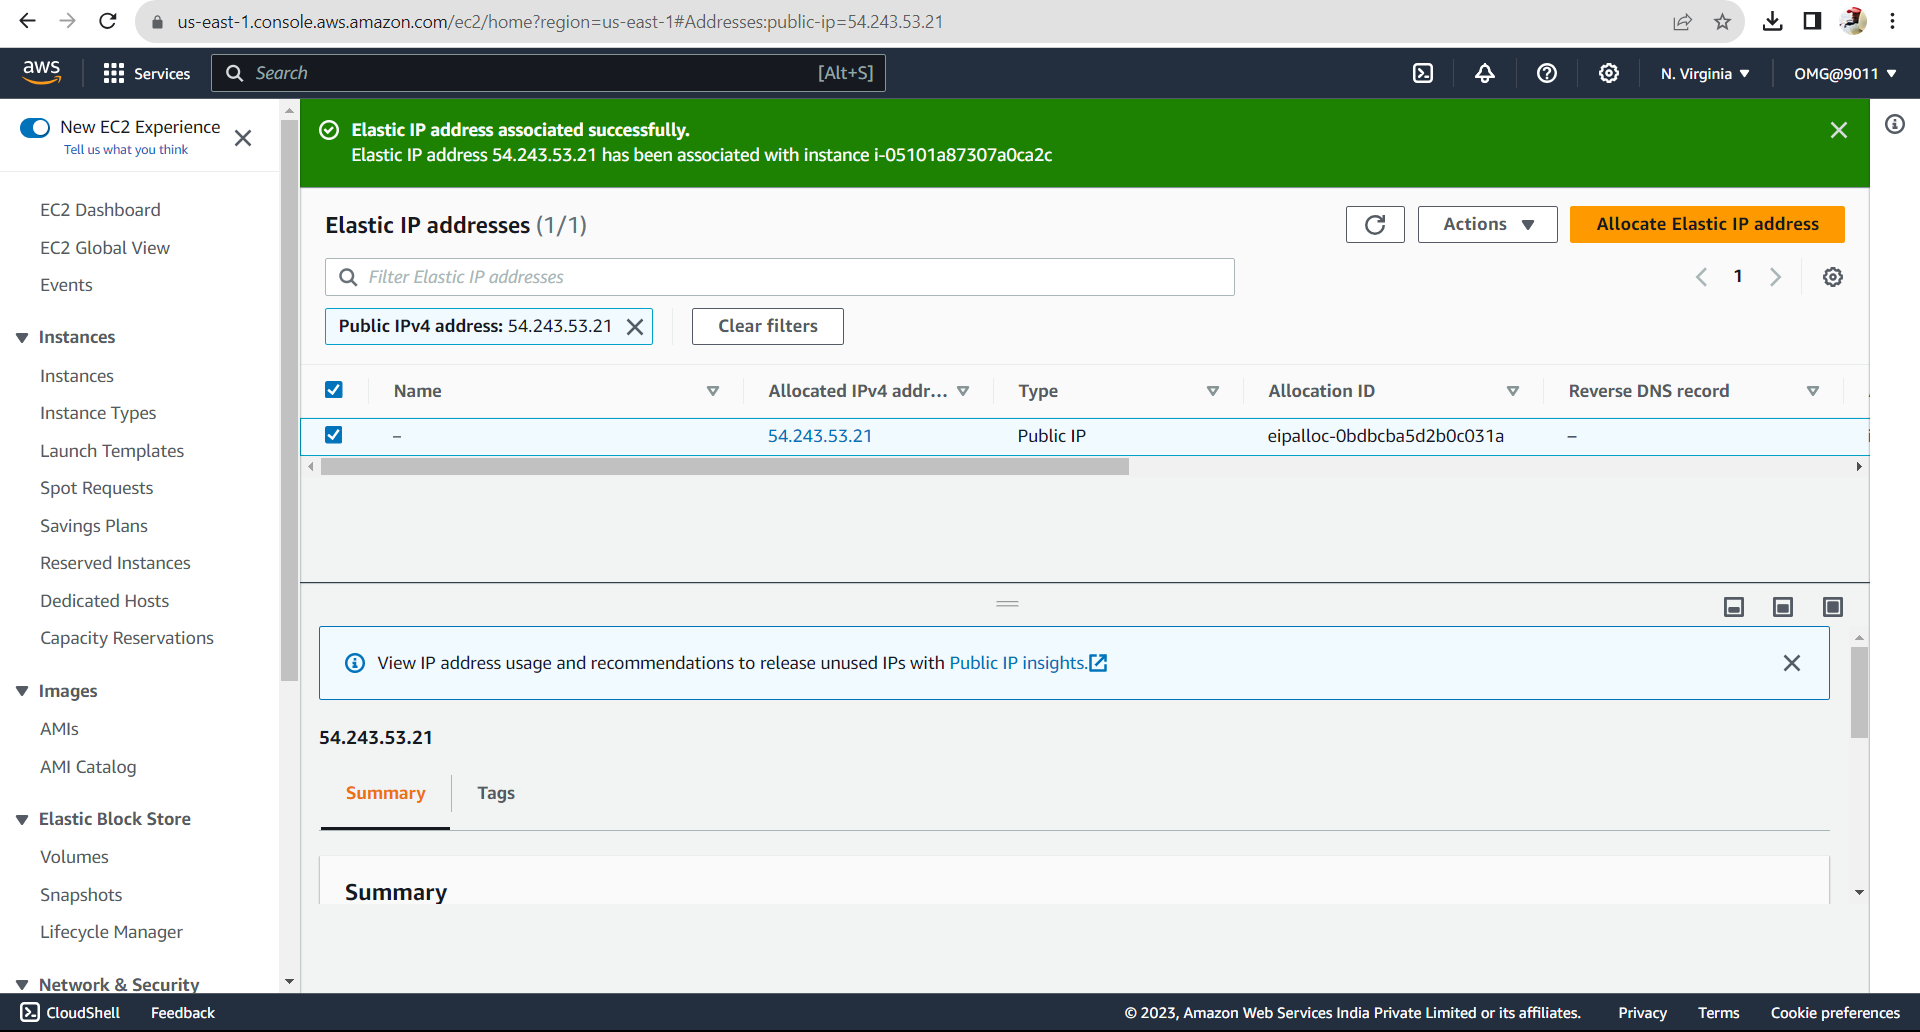 us-east-1.console.aws.amazon.com/ec2/home?region=us-east-1#Addresses:public-ip=54.243.53.21
aws
Services
Search
[Alt+S]
N. Virginia
OMG@9011
New EC2 Experience
Tell us what you think
EC2 Dashboard
EC2 Global View
Events
Instances
Instances
Instance Types
Launch Templates
Spot Requests
Savings Plans
Reserved Instances
Dedicated Hosts
Capacity Reservations
Images
AMIs
AMI Catalog
Elastic Block Store
Volumes
Snapshots
Lifecycle Manager
Network & Security
Elastic IP address associated successfully.
Elastic IP address 54.243.53.21 has been associated with instance i-05101a87307a0ca2c
Elastic IP addresses (1/1)
Actions
Allocate Elastic IP address
Filter Elastic IP addresses
1
Public IPv4 address: 54.243.53.21
Clear filters
Name
Allocated IPv4 addr...
Type
Allocation ID
Reverse DNS record
–
54.243.53.21
Public IP
eipalloc-0bdbcba5d2b0c031a
–
View IP address usage and recommendations to release unused IPs with Public IP insights.
54.243.53.21
Summary
Tags
Summary
CloudShell
Feedback
© 2023, Amazon Web Services India Private Limited or its affiliates.
Privacy
Terms
Cookie preferences